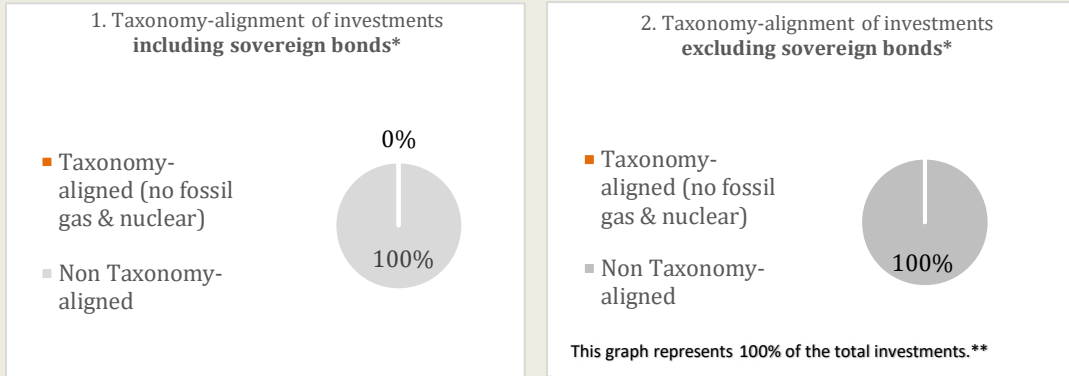 1. Taxonomy-alignment of investments
including sovereign bonds*
0%
Taxonomy-
aligned (no fossil
gas & nuclear)
100%
Non Taxonomy-
aligned
2. Taxonomy-alignment of investments
excluding sovereign bonds*
Taxonomy-
aligned (no fossil
gas & nuclear)
100%
Non Taxonomy-
aligned
This graph represents 100% of the total investments.**